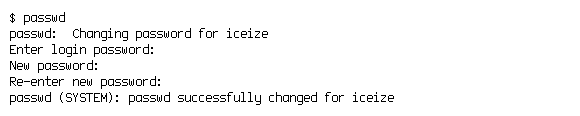 $ passwd
passwd:  Changing password for iceize
Enter login password:
New password:
Re-enter new password:
passwd (SYSTEM): passwd successfully changed for iceize